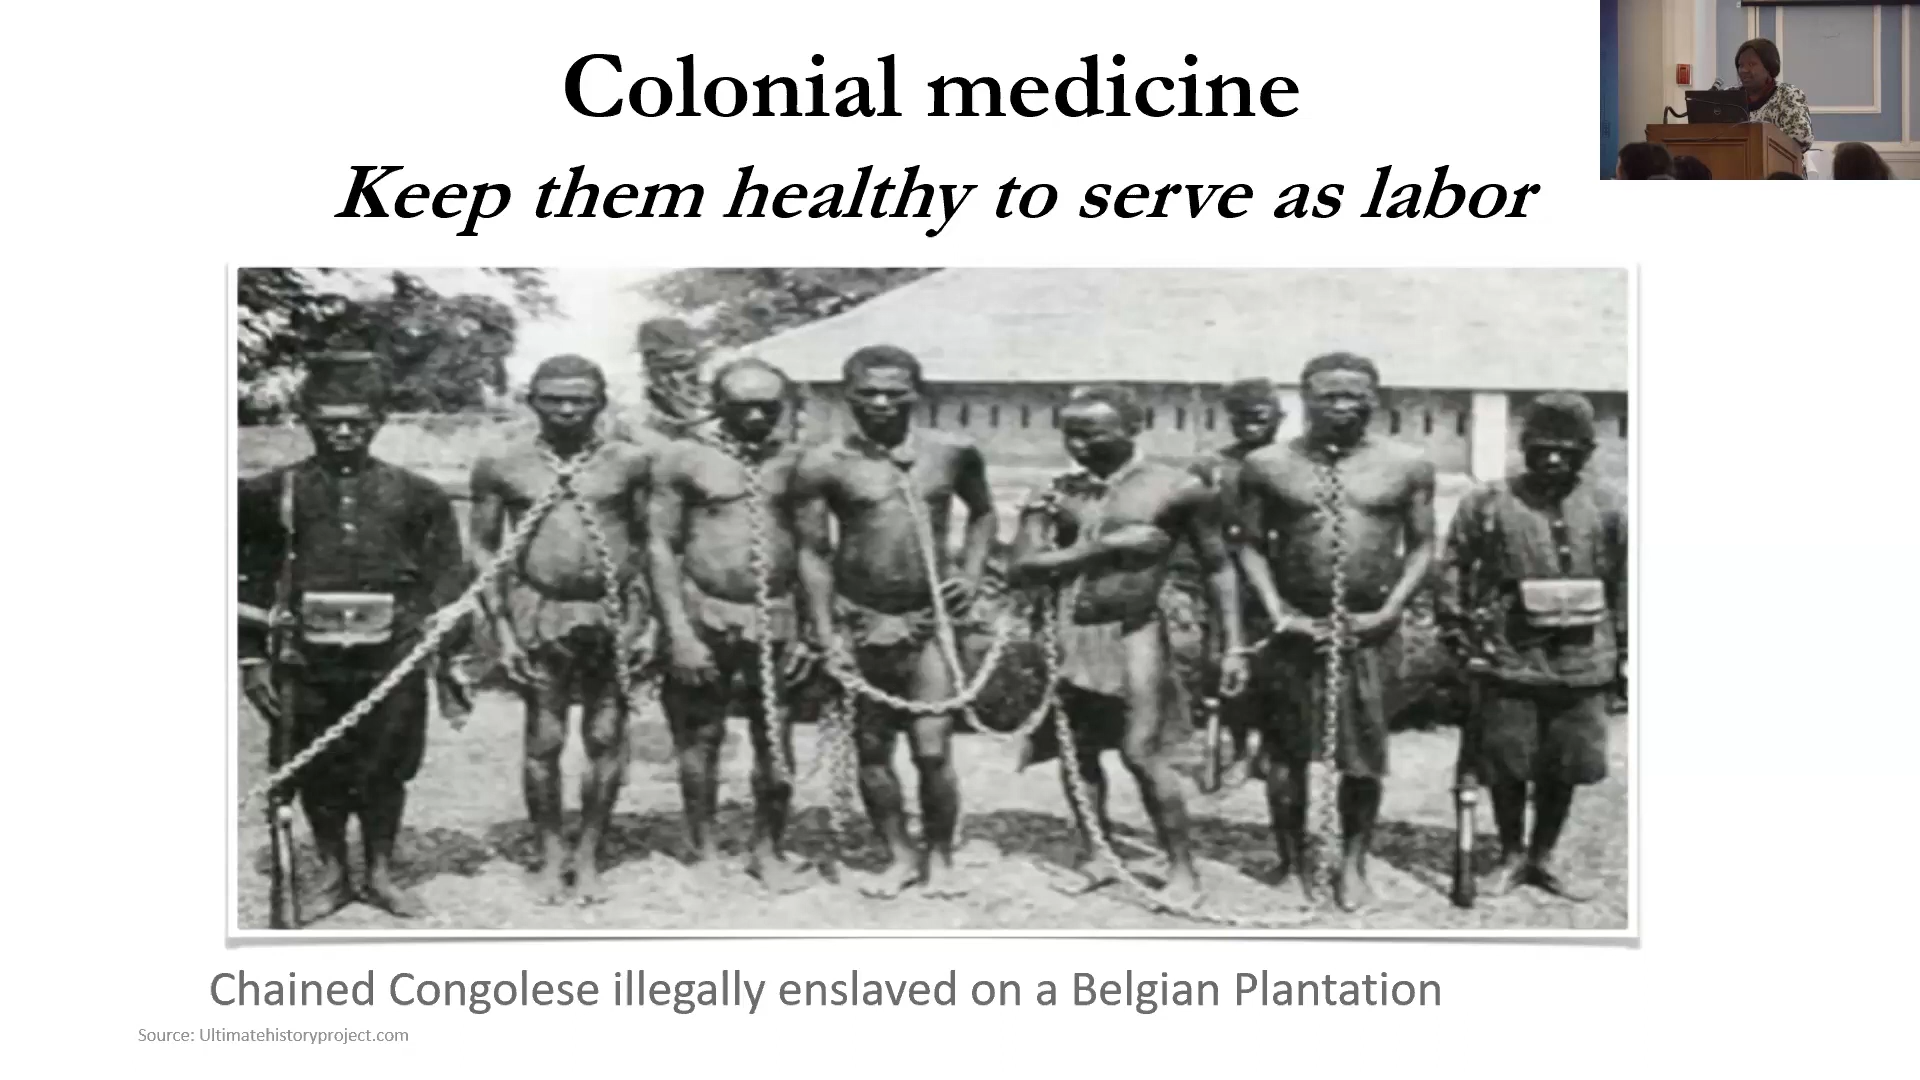 Colonial medicine
Keep them healthy to serve as labor
Chained Congolese illegally enslaved on a Belgian Plantation
Source: Ultimatehistoryproject.com